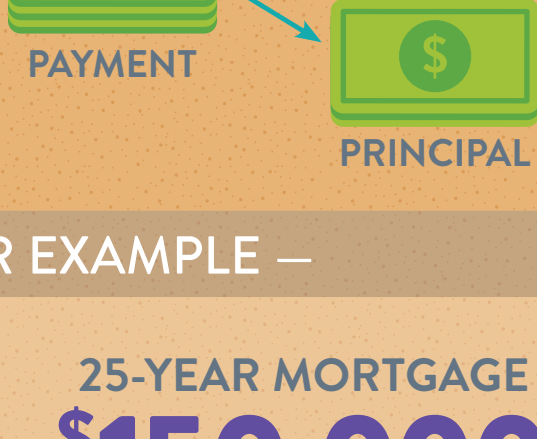 $
PAYMENT
PRINCIPAL
R EXAMPLE —
25-YEAR MORTGAGE